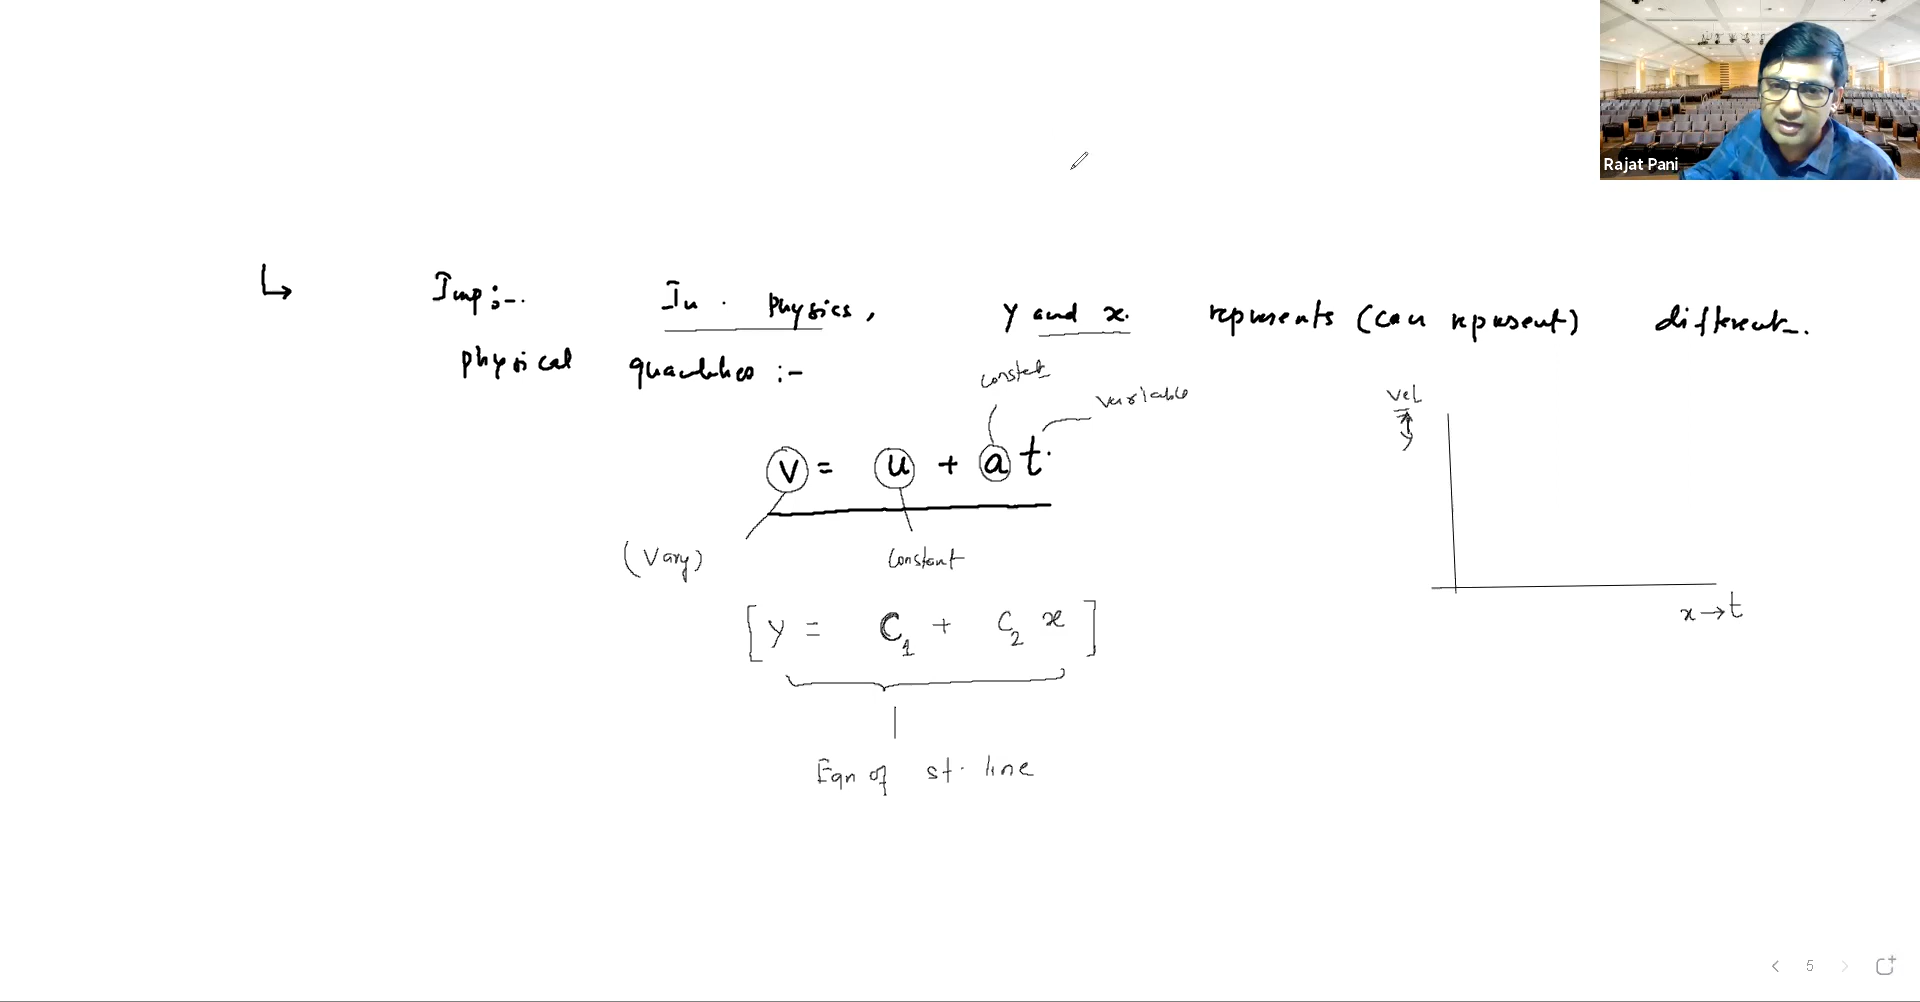 Rajat Pani
Imp:- In physics, y and x represents (can represent) different
physical quantities :-
constant
variable
v = u + at
(Vary)
Constant
[y = C₁ + C₂ x]
Eqn of st. line
Vel
y
x → t
5